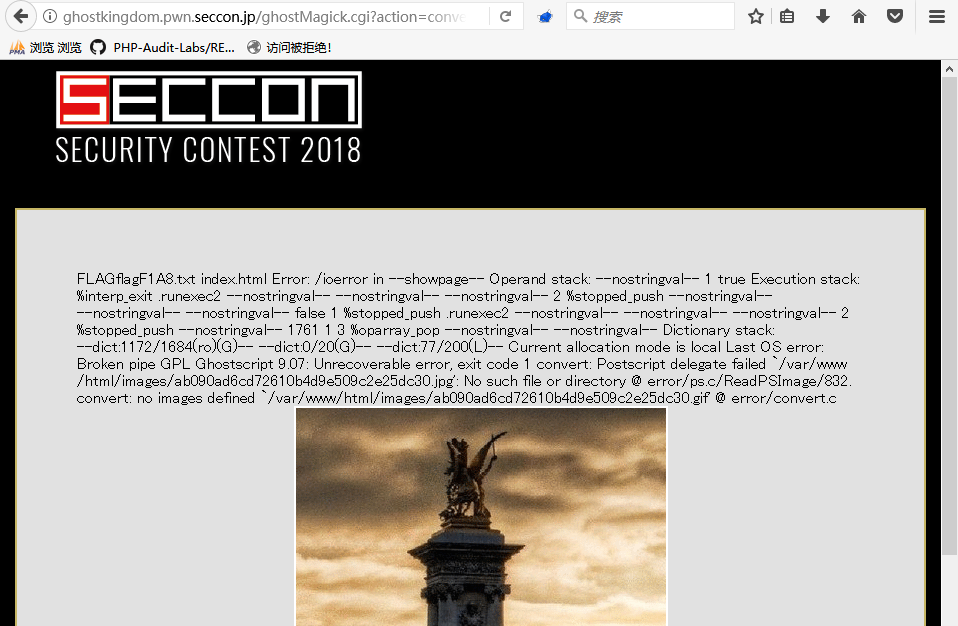 ghostkingdom.pwn.seccon.jp/ghostMagick.cgi?action=conve
搜索
浏览 浏览 PHP-Audit-Labs/RE... 访问被拒绝!
SECCON
SECURITY CONTEST 2018
FLAGflagF1A8.txt index.html Error: /ioerror in --showpage-- Operand stack: --nostringval-- 1 true Execution stack:
%interp_exit .runexec2 --nostringval-- --nostringval-- --nostringval-- 2 %stopped_push --nostringval--
--nostringval-- --nostringval-- false 1 %stopped_push .runexec2 --nostringval-- --nostringval-- --nostringval-- 2
%stopped_push --nostringval-- 1761 1 3 %oparray_pop --nostringval-- --nostringval-- Dictionary stack:
--dict:1172/1684(ro)(G)-- --dict:0/20(G)-- --dict:77/200(L)-- Current allocation mode is local Last OS error:
Broken pipe GPL Ghostscript 9.07: Unrecoverable error, exit code 1 convert: Postscript delegate failed `/var/www
/html/images/ab090ad6cd72610b4d9e509c2e25dc30.jpg': No such file or directory @ error/ps.c/ReadPSImage/832.
convert: no images defined `/var/www/html/images/ab090ad6cd72610b4d9e509c2e25dc30.gif' @ error/convert.c